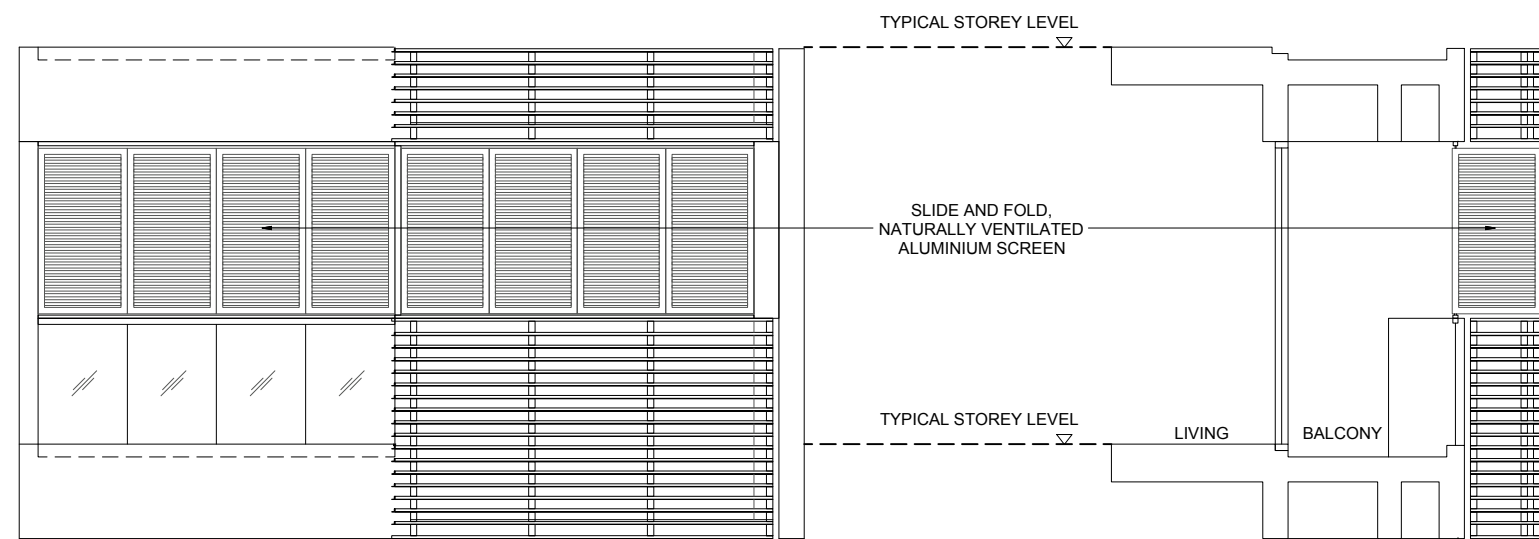 TYPICAL STOREY LEVEL
SLIDE AND FOLD,
NATURALLY VENTILATED
ALUMINIUM SCREEN
TYPICAL STOREY LEVEL
LIVING
BALCONY